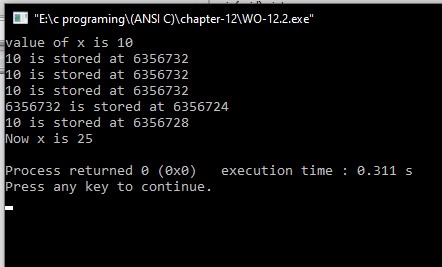 "E:\c programing\(ANSI C)\chapter-12\WO-12.2.exe"
value of x is 10
10 is stored at 6356732
10 is stored at 6356732
10 is stored at 6356732
6356732 is stored at 6356724
10 is stored at 6356728
Now x is 25
Process returned 0 (0x0)   execution time : 0.311 s
Press any key to continue.